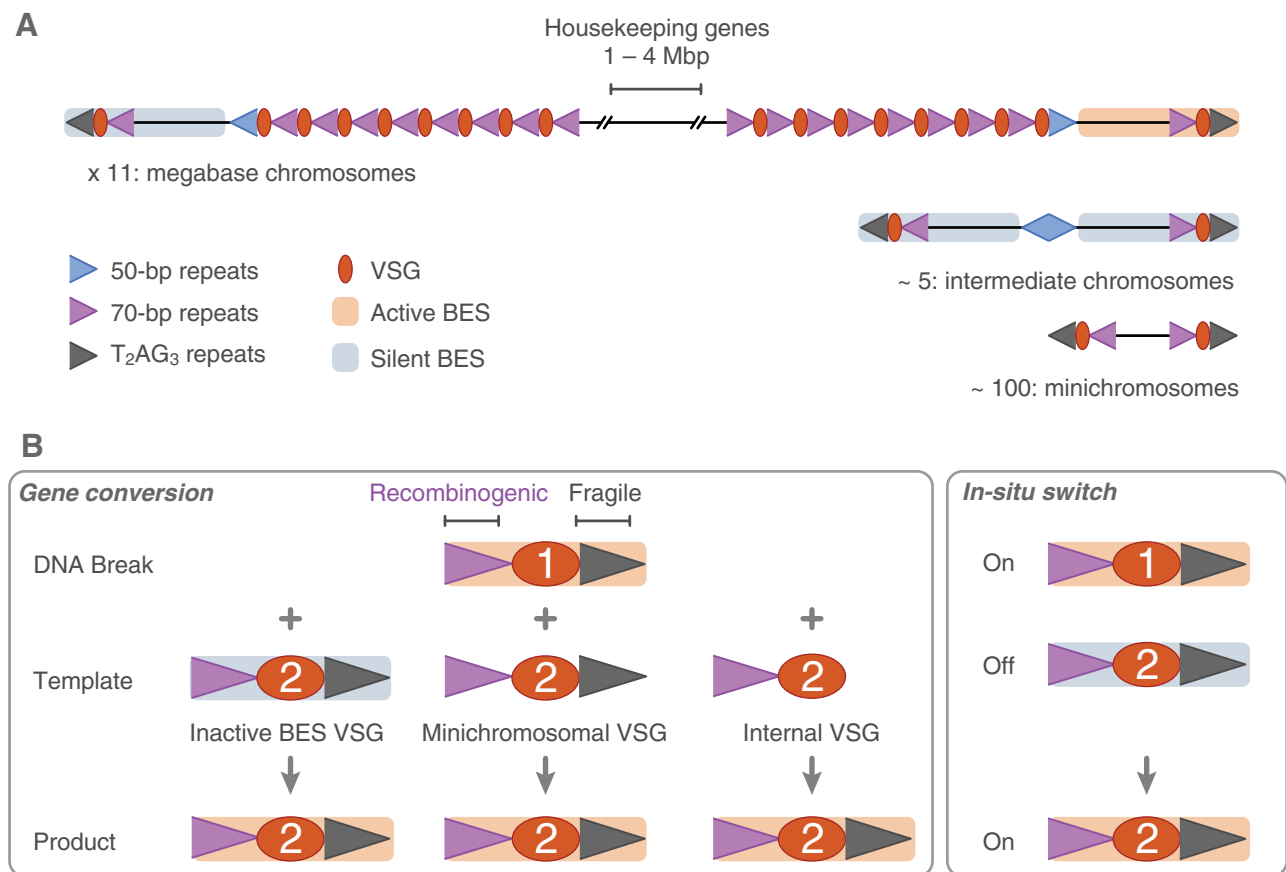 A
Housekeeping genes
1 – 4 Mbp
x 11: megabase chromosomes
~ 5: intermediate chromosomes
~ 100: minichromosomes
50-bp repeats
70-bp repeats
T₂AG₃ repeats
VSG
Active BES
Silent BES
B
Gene conversion
Recombinogenic Fragile
DNA Break
1
+ + +
Template
2 2 2
Inactive BES VSG Minichromosomal VSG Internal VSG
Product
2 2 2
In-situ switch
On
1
Off
2
On
2